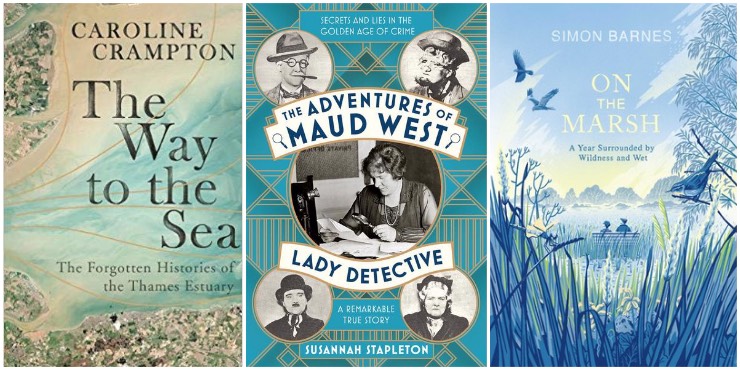 CAROLINE
CRAMPTON
The
Way
to the
Sea
The Forgotten Histories of
the Thames Estuary
SECRETS AND LIES IN THE
GOLDEN AGE OF CRIME
THE ADVENTURES OF
MAUD WEST
LADY DETECTIVE
A REMARKABLE
TRUE STORY
SUSANNAH STAPLETON
SIMON BARNES
ON
THE
MARSH
A Year Surrounded by
Wildness and Wet